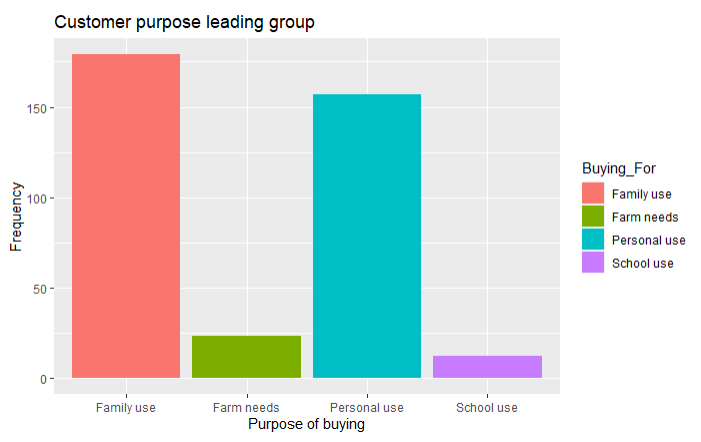 Customer purpose leading group
Frequency
150
100
50
0
Family use
Farm needs
Personal use
School use
Purpose of buying
Buying_For
Family use
Farm needs
Personal use
School use